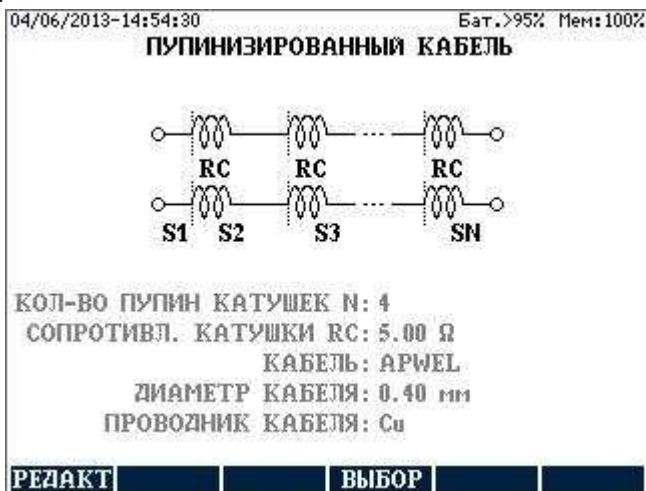 04/06/2013-14:54:30 Бат.>95% Мем:100%
ПУПИНИЗИРОВАННЫЙ КАБЕЛЬ
RC RC RC
S1 S2 S3 SN
КОЛ-ВО ПУПИН КАТУШЕК N: 4
СОПРОТИВЛ. КАТУШКИ RC: 5.00 Ω
КАБЕЛЬ: APWEL
ДИАМЕТР КАБЕЛЯ: 0.40 мм
ПРОВОДНИК КАБЕЛЯ: Cu
РЕДАКТ ВЫБОР